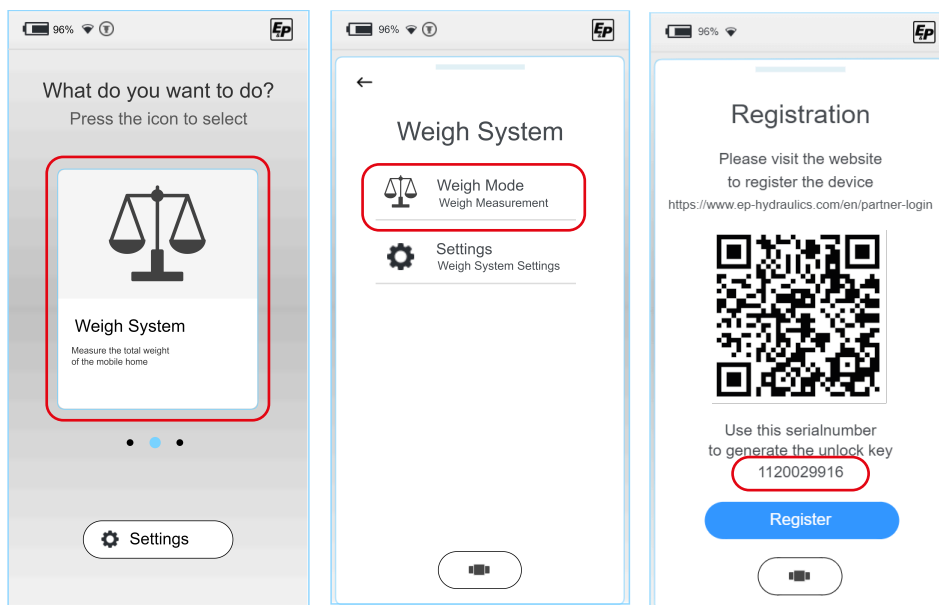 96%
EP
What do you want to do?
Press the icon to select
Weigh System
Measure the total weight
of the mobile home
Settings
96%
EP
Weigh System
Weigh Mode
Weigh Measurement
Settings
Weigh System Settings
96%
EP
Registration
Please visit the website
to register the device
https://www.ep-hydraulics.com/en/partner-login
Use this serialnumber
to generate the unlock key
1120029916
Register